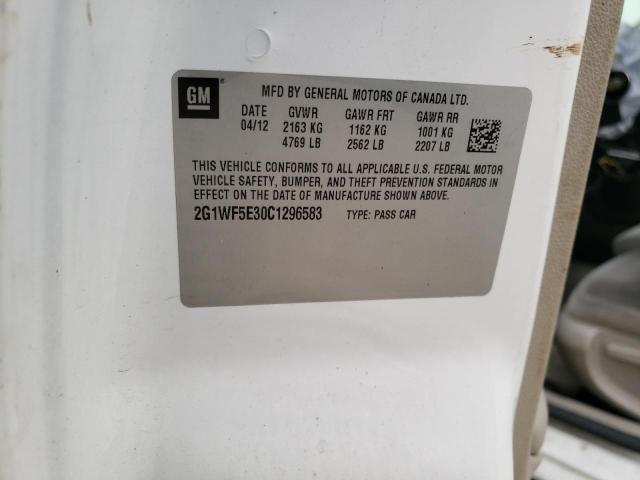 GM
MFD BY GENERAL MOTORS OF CANADA LTD.
DATE GVWR GAWR FRT GAWR RR
04/12 2163 KG 1162 KG 1001 KG
4769 LB 2562 LB 2207 LB
THIS VEHICLE CONFORMS TO ALL APPLICABLE U.S. FEDERAL MOTOR
VEHICLE SAFETY, BUMPER, AND THEFT PREVENTION STANDARDS IN
EFFECT ON THE DATE OF MANUFACTURE SHOWN ABOVE.
2G1WF5E30C1296583 TYPE: PASS CAR